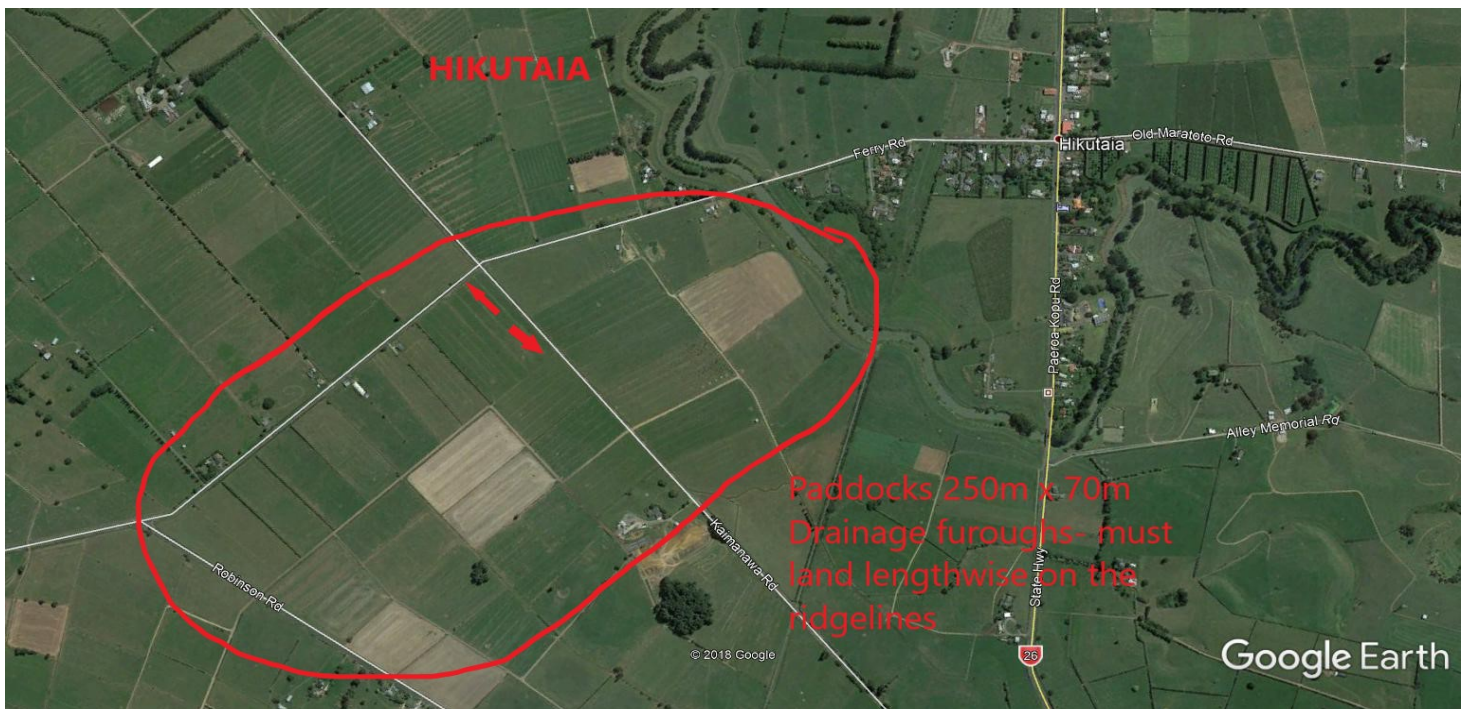 HIKUTAIA
Ferry Rd
Old Maratoto Rd
Hikutaia
Paeroa-Kopu Rd
Alley Memorial Rd
Paddocks 250m x 70m
Drainage furoughs- must
land lengthwise on the
ridgelines
Kaimanawa Rd
Robinson Rd
State Hwy
26
© 2018 Google
Google Earth